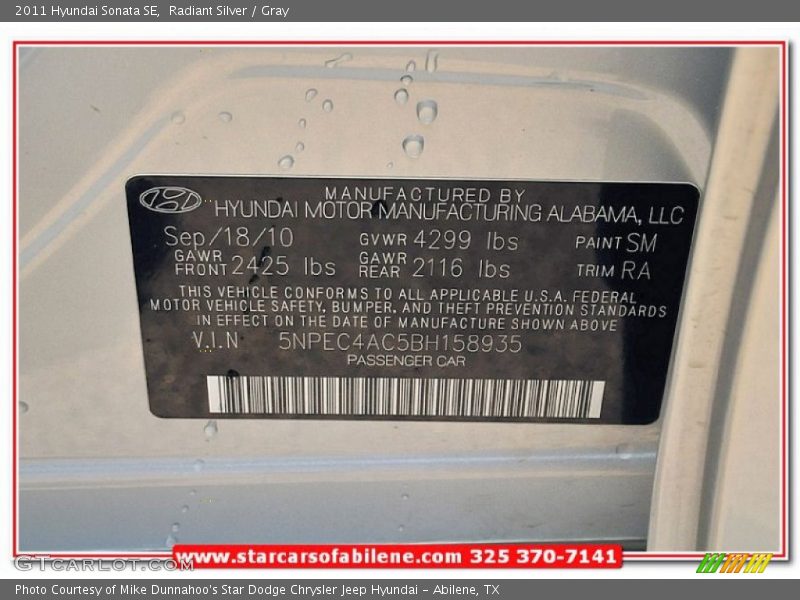 2011 Hyundai Sonata SE,  Radiant Silver / Gray
MANUFACTURED BY
HYUNDAI MOTOR MANUFACTURING ALABAMA, LLC
Sep/18/10 GVWR 4299 lbs PAINT SM
GAWR FRONT 2425 lbs GAWR REAR 2116 lbs TRIM RA
THIS VEHICLE CONFORMS TO ALL APPLICABLE U.S.A. FEDERAL
MOTOR VEHICLE SAFETY, BUMPER, AND THEFT PREVENTION STANDARDS
IN EFFECT ON THE DATE OF MANUFACTURE SHOWN ABOVE
V.I.N 5NPEC4AC5BH158935
PASSENGER CAR
www.starcarsofabilene.com 325 370-7141
GTCARLOT.COM
Photo Courtesy of Mike Dunnahoo's Star Dodge Chrysler Jeep Hyundai – Abilene, TX